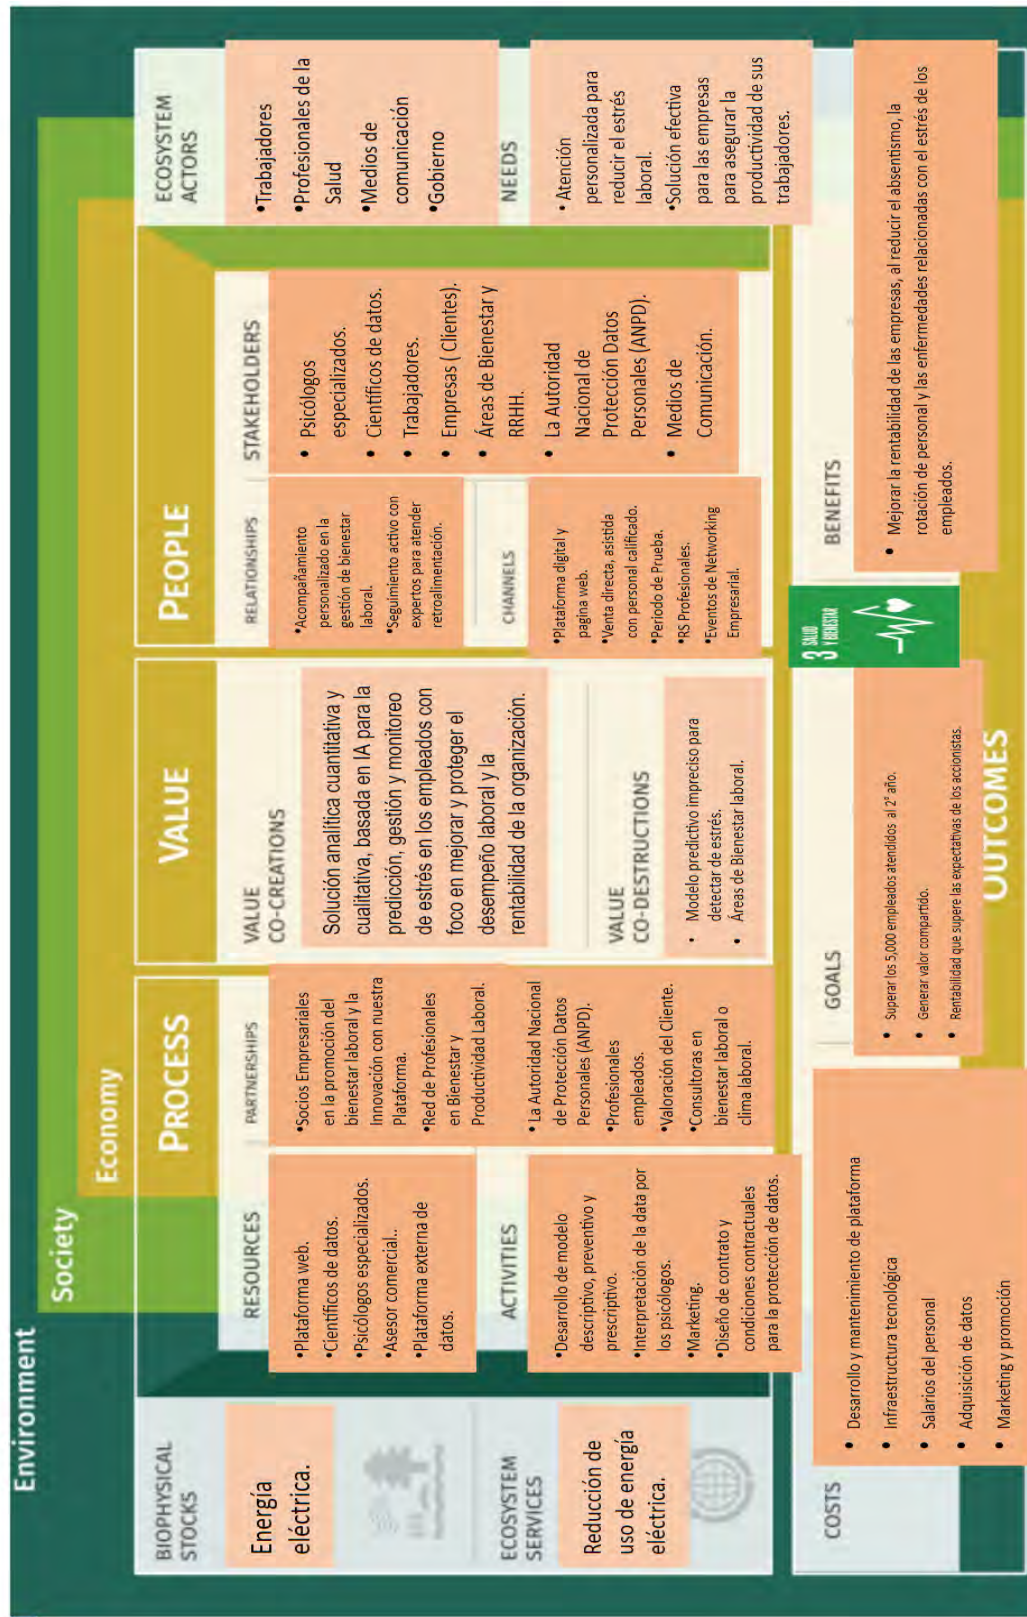 Environment
Society
Economy
BIOPHYSICAL
STOCKS
Energía
eléctrica.
ECOSYSTEM
SERVICES
Reducción de
uso de energía
eléctrica.
PROCESS
RESOURCES
•Plataforma web.
•Científicos de datos.
•Psicólogos especializados.
•Asesor comercial..
•Plataforma externa de
datos.
ACTIVITIES
•Desarrollo de modelo
descriptivo, preventivo y
prescriptivo.
•Interpretación de la data por
los psicólogos.
•Marketing.
•Diseño de contrato y
condiciones contractuales
para la protección de datos.
PARTNERSHIPS
•Socios Empresariales
en la promoción del
bienestar laboral y la
Innovación con nuestra
Plataforma.
•Red de Profesionales
en Bienestar y
Productividad Laboral.
• La Autoridad Nacional
de Protección Datos
Personales (ANPD).
•Profesionales
empleados.
•Valoración del Cliente.
•Consultoras en
bienestar laboral o
clima laboral.
VALUE
VALUE
CO-CREATIONS
Solución analítica cuantitativa y
cualitativa, basada en IA para la
predicción, gestión y monitoreo
de estrés en los empleados con
foco en mejorar y proteger el
desempeño laboral y la
rentabilidad de la organización.
VALUE
CO-DESTRUCTIONS
• Modelo predictivo impreciso para
detectar de estrés.
• Áreas de Bienestar laboral.
PEOPLE
RELATIONSHIPS
•Acompañamiento
personalizado en la
gestión de bienestar
laboral.
•Seguimiento activo con
expertos para atender
retroalimentación.
CHANNELS
•Plataforma digital y
pagina web.
•Venta directa, asistida
con personal calificado.
•Periodo de Prueba.
•RS Profesionales.
•Eventos de Networking
Empresarial.
STAKEHOLDERS
• Psicólogos
especializados.
• Científicos de datos.
• Trabajadores.
• Empresas ( Clientes).
• Áreas de Bienestar y
RRHH.
• La Autoridad
Nacional de
Protección Datos
Personales (ANPD).
• Medios de
Comunicación.
ECOSYSTEM
ACTORS
•Trabajadores
•Profesionales de la
Salud
•Medios de
comunicación
•Gobierno
NEEDS
• Atención
personalizada para
reducir el estrés
laboral.
•Solución efectiva
para las empresas
para asegurar la
productividad de sus
trabajadores.
COSTS
• Desarrollo y mantenimiento de plataforma
• Infraestructura tecnológica
• Salarios del personal
• Adquisición de datos
• Marketing y promoción
GOALS
• Superar los 5,000 empleados atendidos al 2° año.
• Generar valor compartido.
• Rentabilidad que supere las expectativas de los accionistas.
3 SALUD
Y BIENESTAR
BENEFITS
• Mejorar la rentabilidad de las empresas, al reducir el absentismo, la
rotación de personal y las enfermedades relacionadas con el estrés de los
empleados.
OUTCOMES